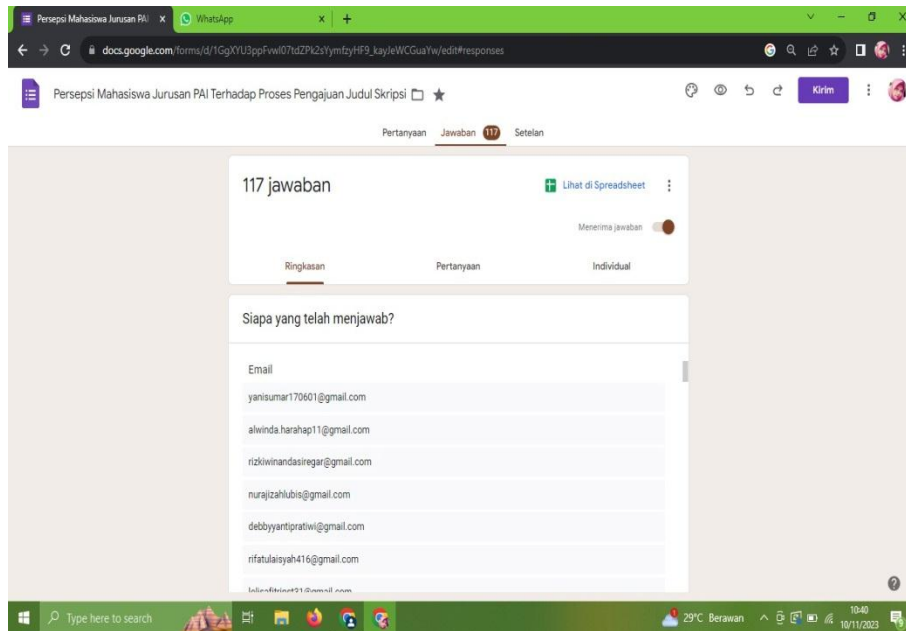 Persepsi Mahasiswa Jurusan PAI
WhatsApp
docs.google.com/forms/d/1GgXYU3ppFvwI07tdZPk2sYymfzyHF9_kayJeWCGuaYw/edit#responses
Persepsi Mahasiswa Jurusan PAI Terhadap Proses Pengajuan Judul Skripsi
Kirim
Pertanyaan Jawaban 117 Setelan
117 jawaban
Lihat di Spreadsheet
Menerima jawaban
Ringkasan Pertanyaan Individual
Siapa yang telah menjawab?
Email
yanisumar170601@gmail.com
alwinda.harahap11@gmail.com
rizkiwinandasiregar@gmail.com
nurajizahlubis@gmail.com
debbyyantipratiwi@gmail.com
rifatulaisyah416@gmail.com
Type here to search
29°C Berawan
10:40
10/11/2023